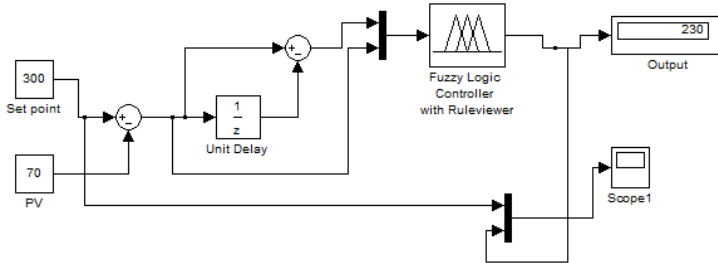 300
Set point
70
PV
+
−
1
z
Unit Delay
+
−
Fuzzy Logic
Controller
with Ruleviewer
230
Output
Scope1